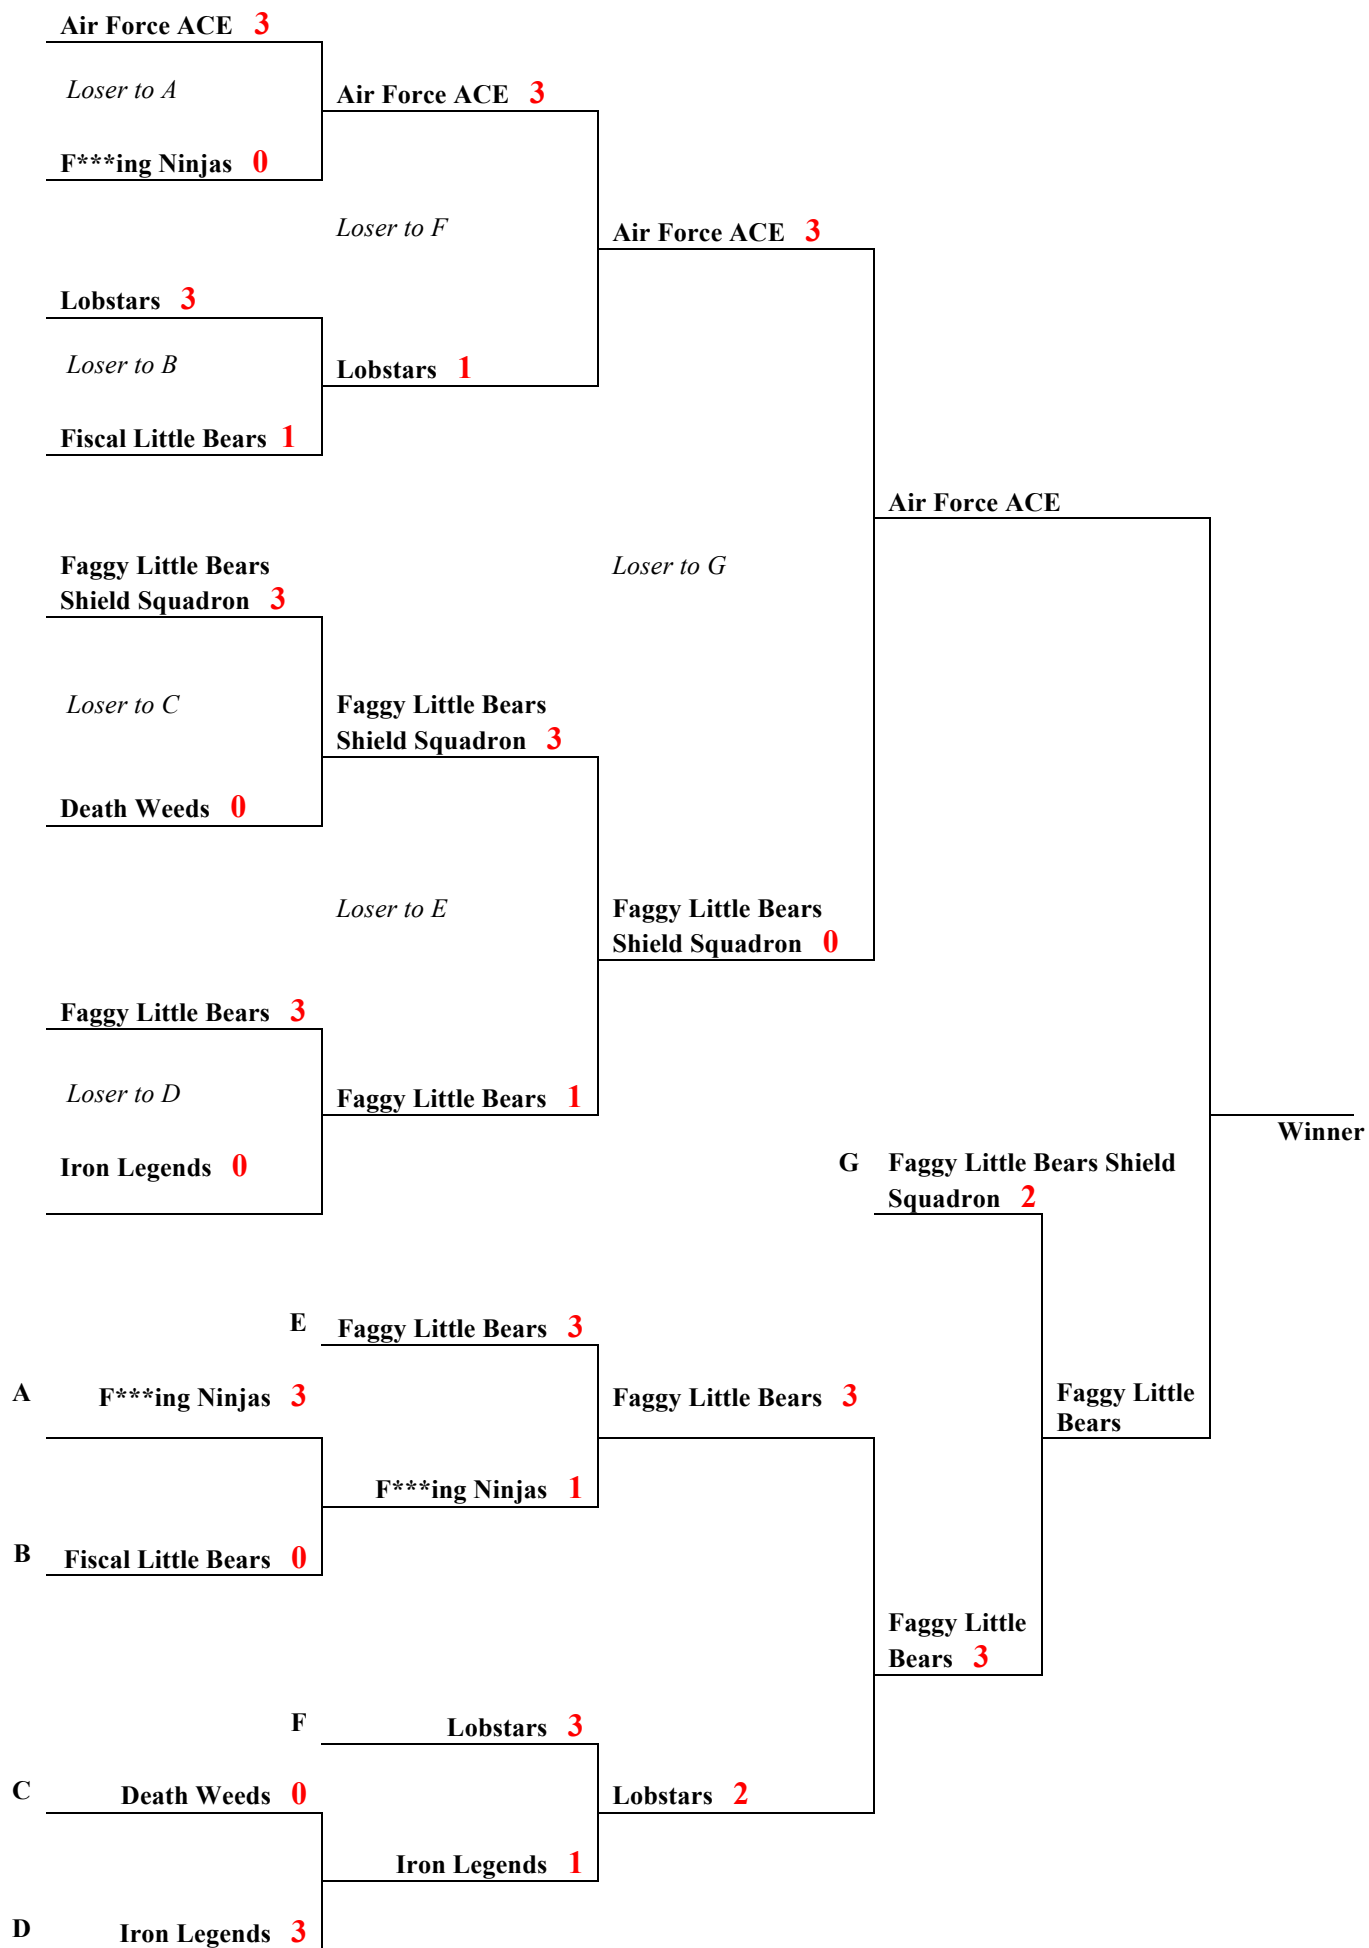 Air Force ACE 3
Loser to A
Air Force ACE 3
F***ing Ninjas 0
Loser to F
Air Force ACE 3
Lobstars 3
Loser to B
Lobstars 1
Fiscal Little Bears 1
Air Force ACE
Faggy Little Bears
Shield Squadron 3
Loser to G
Loser to C
Faggy Little Bears
Shield Squadron 3
Death Weeds 0
Loser to E
Faggy Little Bears
Shield Squadron 0
Faggy Little Bears 3
Loser to D
Faggy Little Bears 1
Winner
Iron Legends 0
G Faggy Little Bears Shield
Squadron 2
E Faggy Little Bears 3
A F***ing Ninjas 3
Faggy Little Bears 3
Faggy Little
Bears
F***ing Ninjas 1
B Fiscal Little Bears 0
Faggy Little
Bears 3
F Lobstars 3
C Death Weeds 0
Lobstars 2
Iron Legends 1
D Iron Legends 3